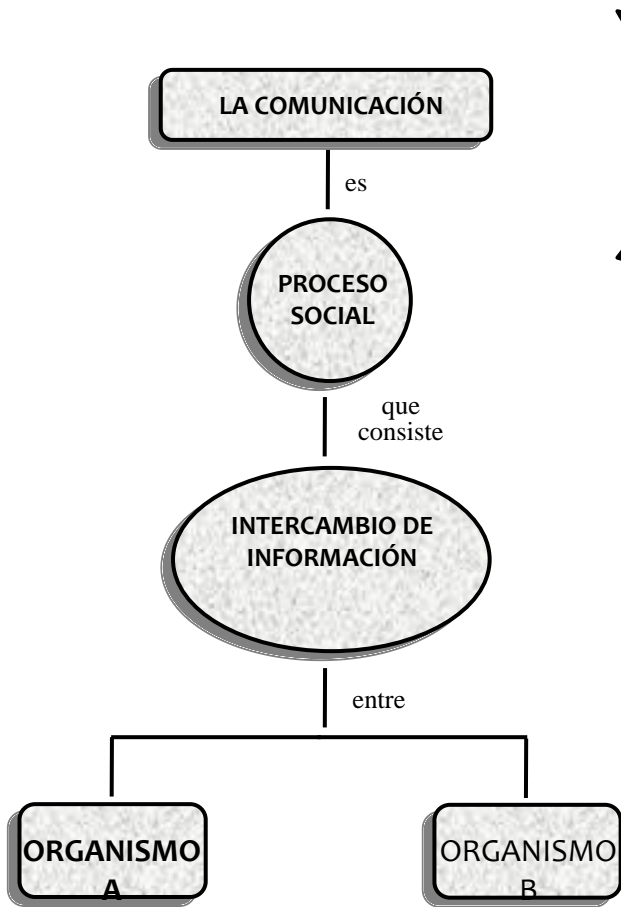 LA COMUNICACIÓN
es
PROCESO
SOCIAL
que
consiste
INTERCAMBIO DE
INFORMACIÓN
entre
ORGANISMO
A
ORGANISMO
B